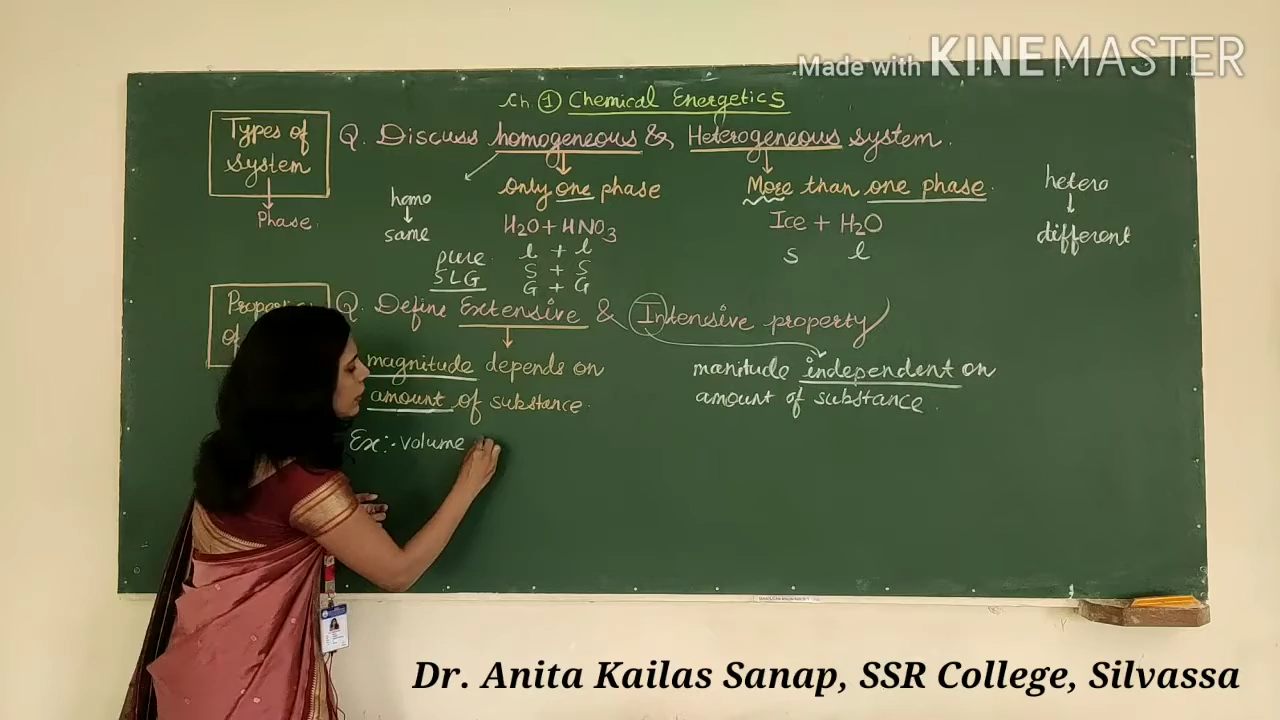 Made with KINEMASTER
Ch ① Chemical Energetics
Types of
system
Phase.
Q. Discuss homogeneous & Heterogeneous system.
homo
same
only one phase
H2O + HNO3
l + l
S + S
G + G
pure
SLG
More than one phase.
Ice + H2O
s l
hetero
different
Q. Define Extensive & Intensive property
magnitude depends on
amount of substance.
Ex:- volume
manitude independent on
amount of substance.
Dr. Anita Kailas Sanap, SSR College, Silvassa